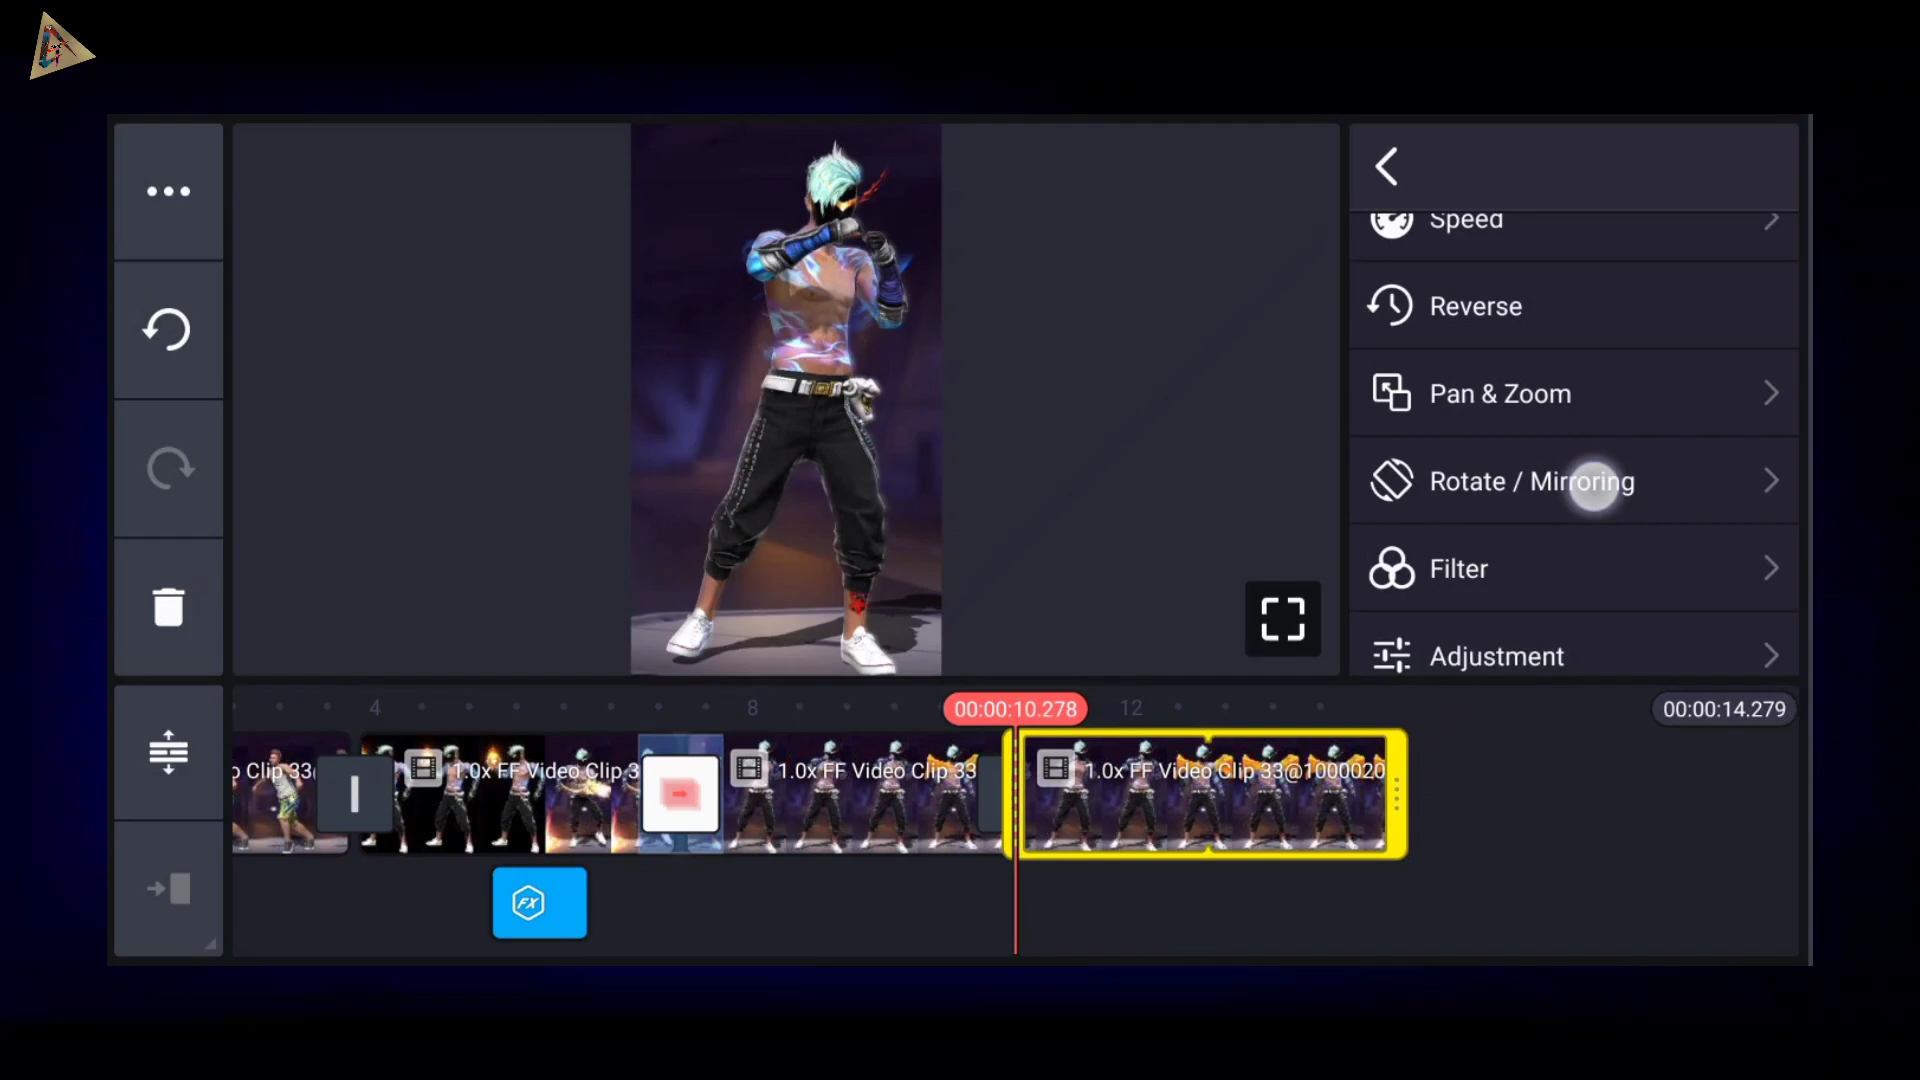 Speed
Reverse
Pan & Zoom
Rotate / Mirroring
Filter
Adjustment
4
8
00:00:10.278
12
00:00:14.279
Clip 33
1.0x FF Video Clip 3
1.0x FF Video Clip 33
1.0x FF Video Clip 33@1000020
FX